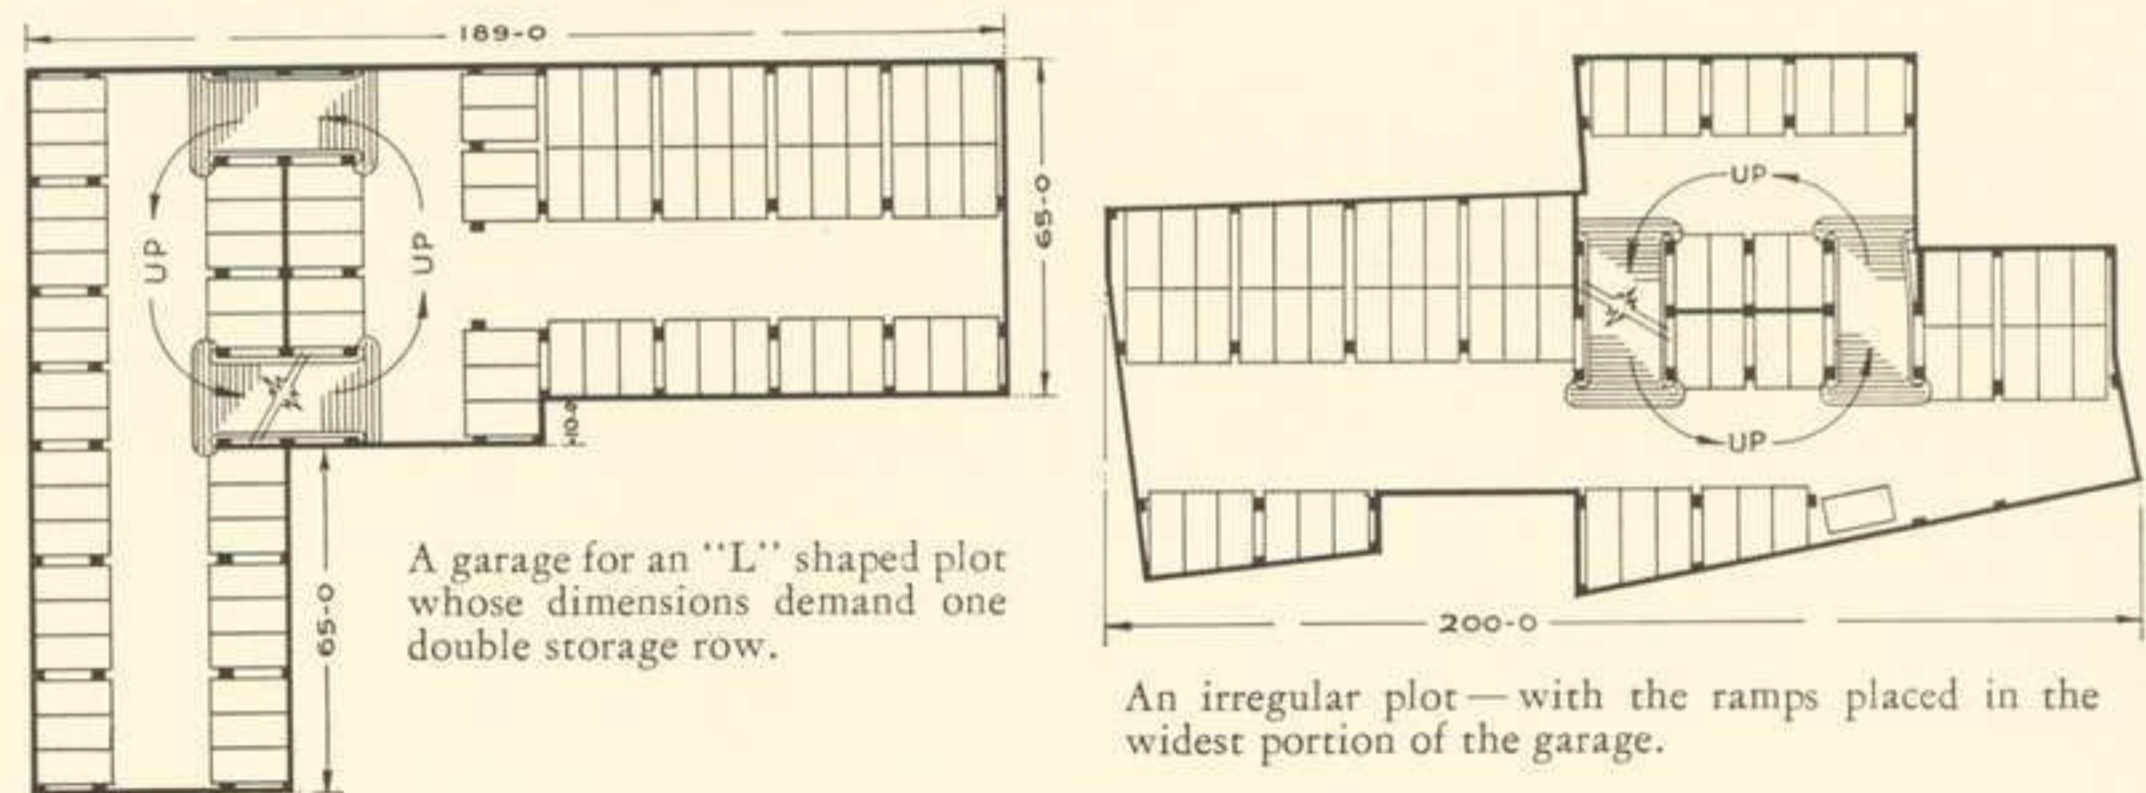 189-0
UP
UP
65-0
10-0
65-0
A garage for an "L" shaped plot
whose dimensions demand one
double storage row.
UP
UP
200-0
An irregular plot — with the ramps placed in the
widest portion of the garage.